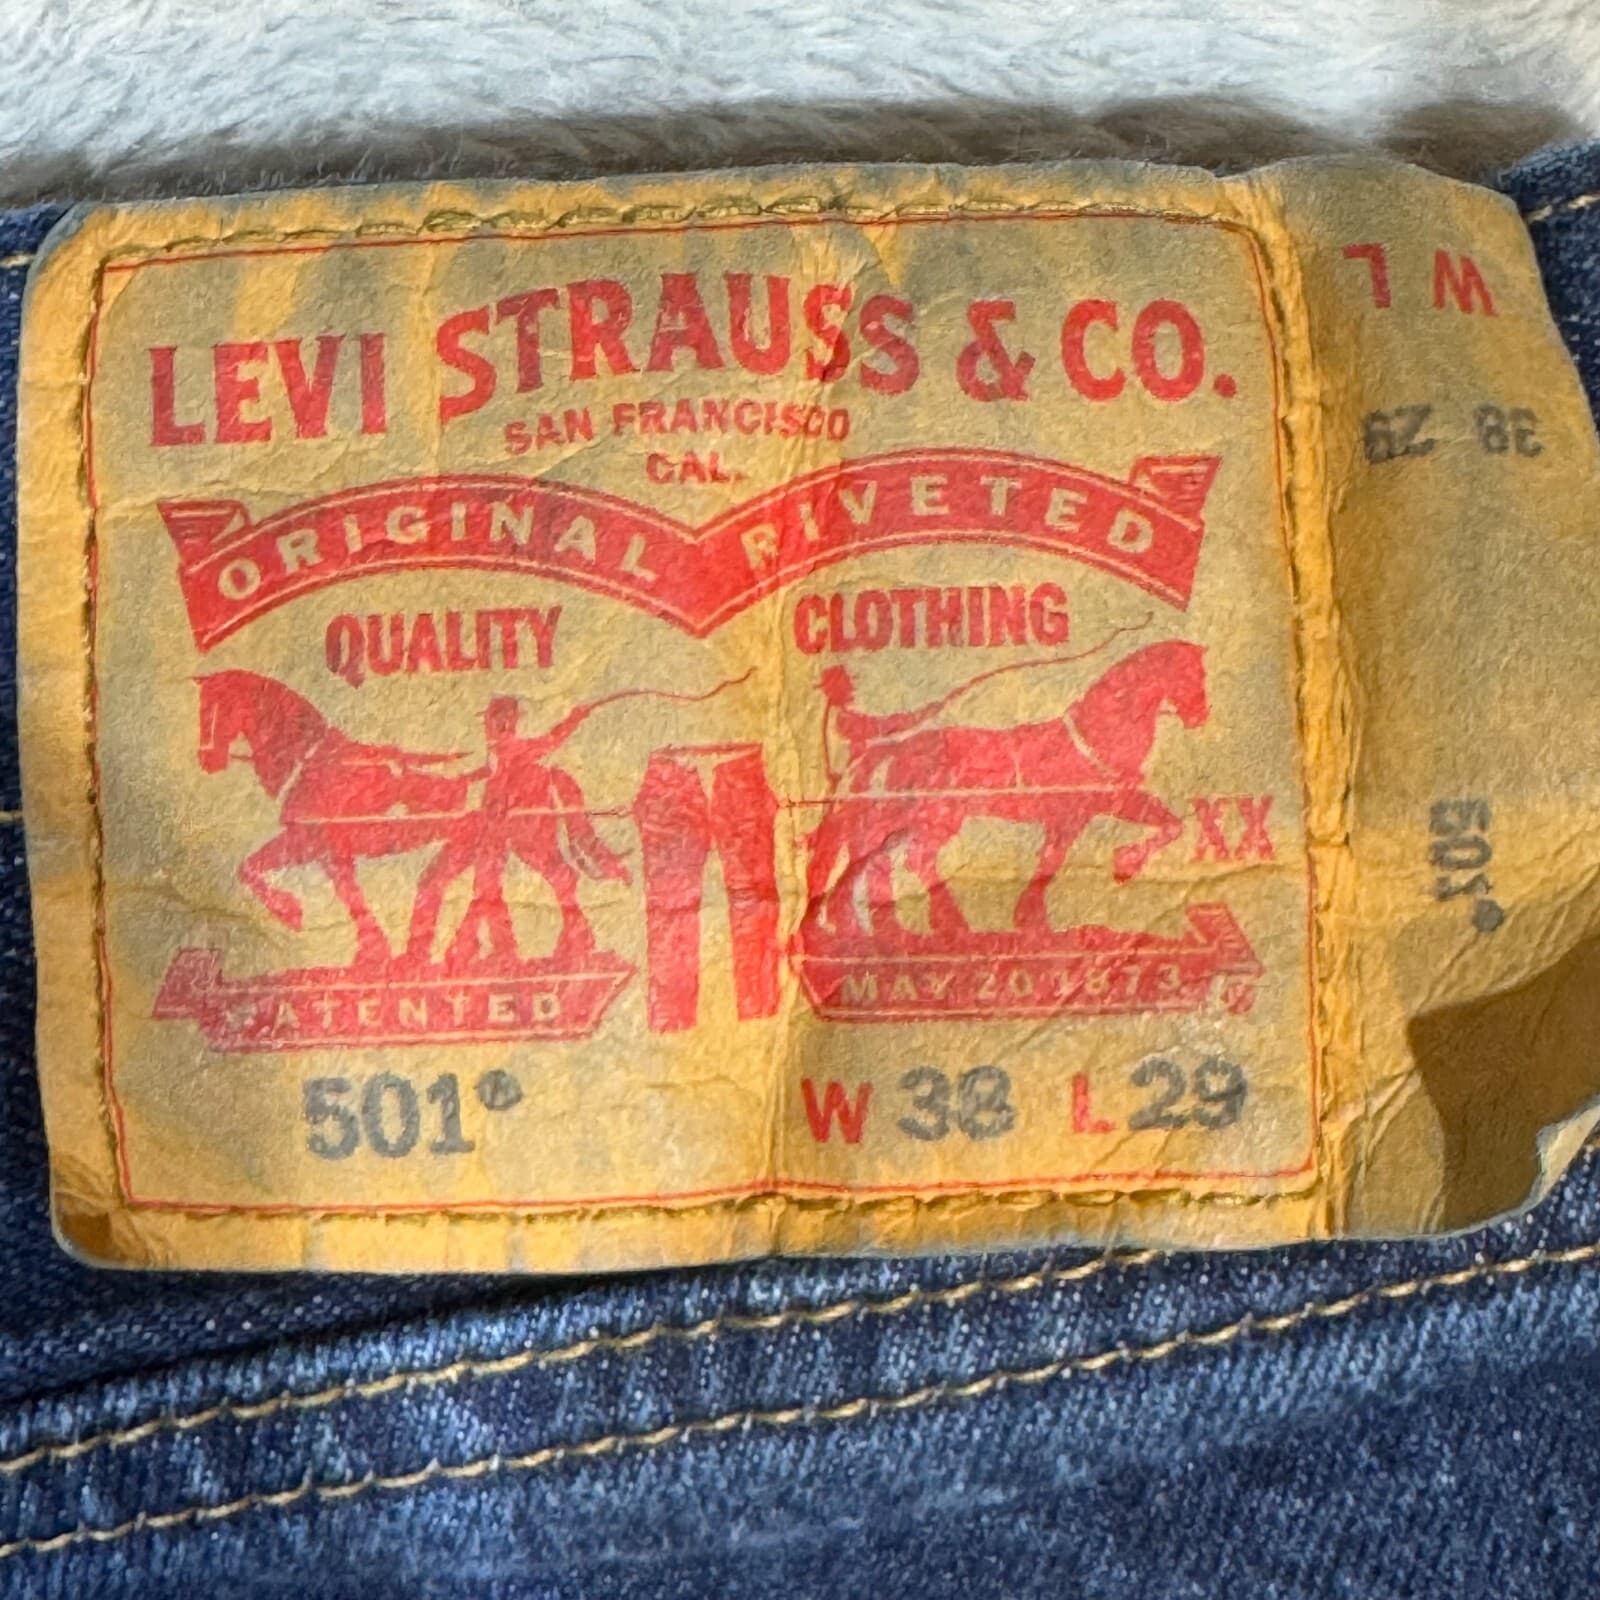 LEVI STRAUSS & CO.
SAN FRANCISCO
CAL.
ORIGINAL RIVETED
QUALITY CLOTHING
XX
PATENTED MAY 20 1873
501®
W 38 L 29
W L
38 29
501®